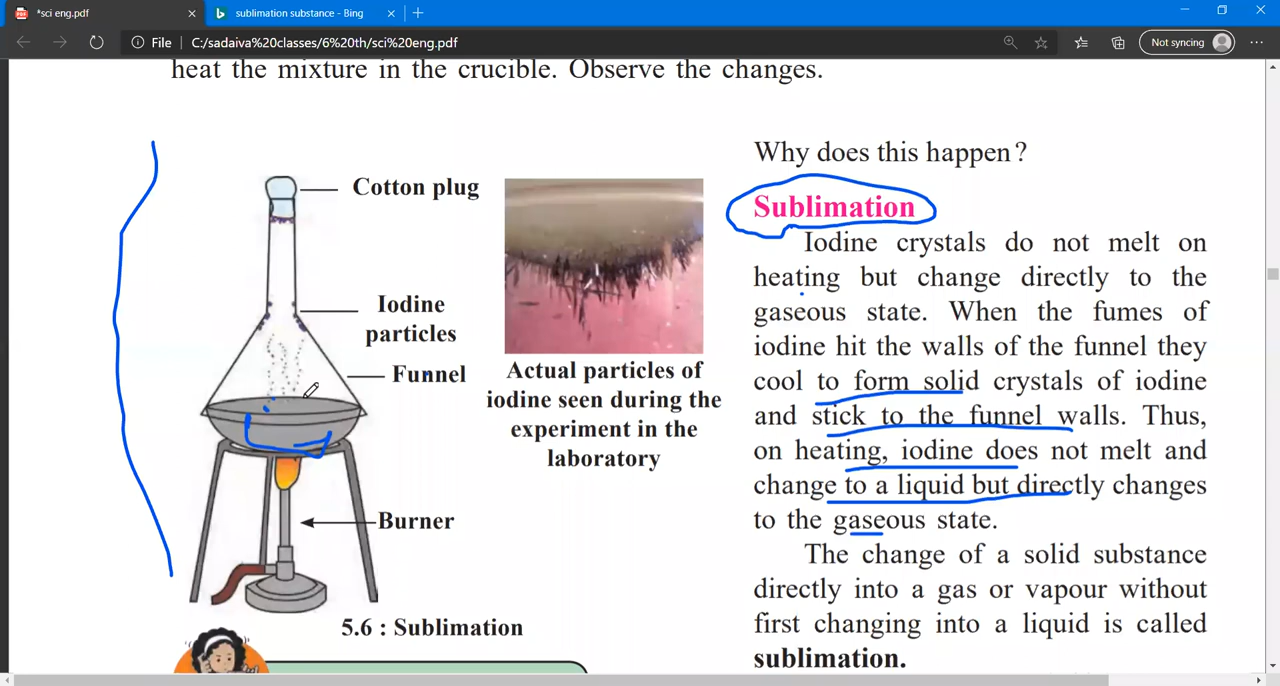 *sci eng.pdf
sublimation substance - Bing
File
C:/sadaiva%20classes/6%20th/sci%20eng.pdf
Not syncing
heat the mixture in the crucible. Observe the changes.
Cotton plug
Iodine
particles
Funnel
Burner
5.6 : Sublimation
Actual particles of
iodine seen during the
experiment in the
laboratory
Why does this happen?
Sublimation
Iodine crystals do not melt on
heating but change directly to the
gaseous state. When the fumes of
iodine hit the walls of the funnel they
cool to form solid crystals of iodine
and stick to the funnel walls. Thus,
on heating, iodine does not melt and
change to a liquid but directly changes
to the gaseous state.
The change of a solid substance
directly into a gas or vapour without
first changing into a liquid is called
sublimation.